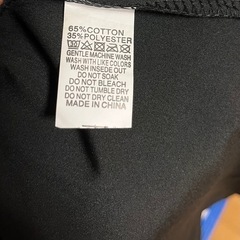 65%COTTON
35%POLYESTER
GENTLE MACHINE WASH
WASH WITH LIKE COLORS
WASH INSEDE OUT
DO NOT SOAK
DO NOT BLEACH
DO NOT TUMBLE DRY
DO NOT DRY CLEAN
MADE IN CHINA